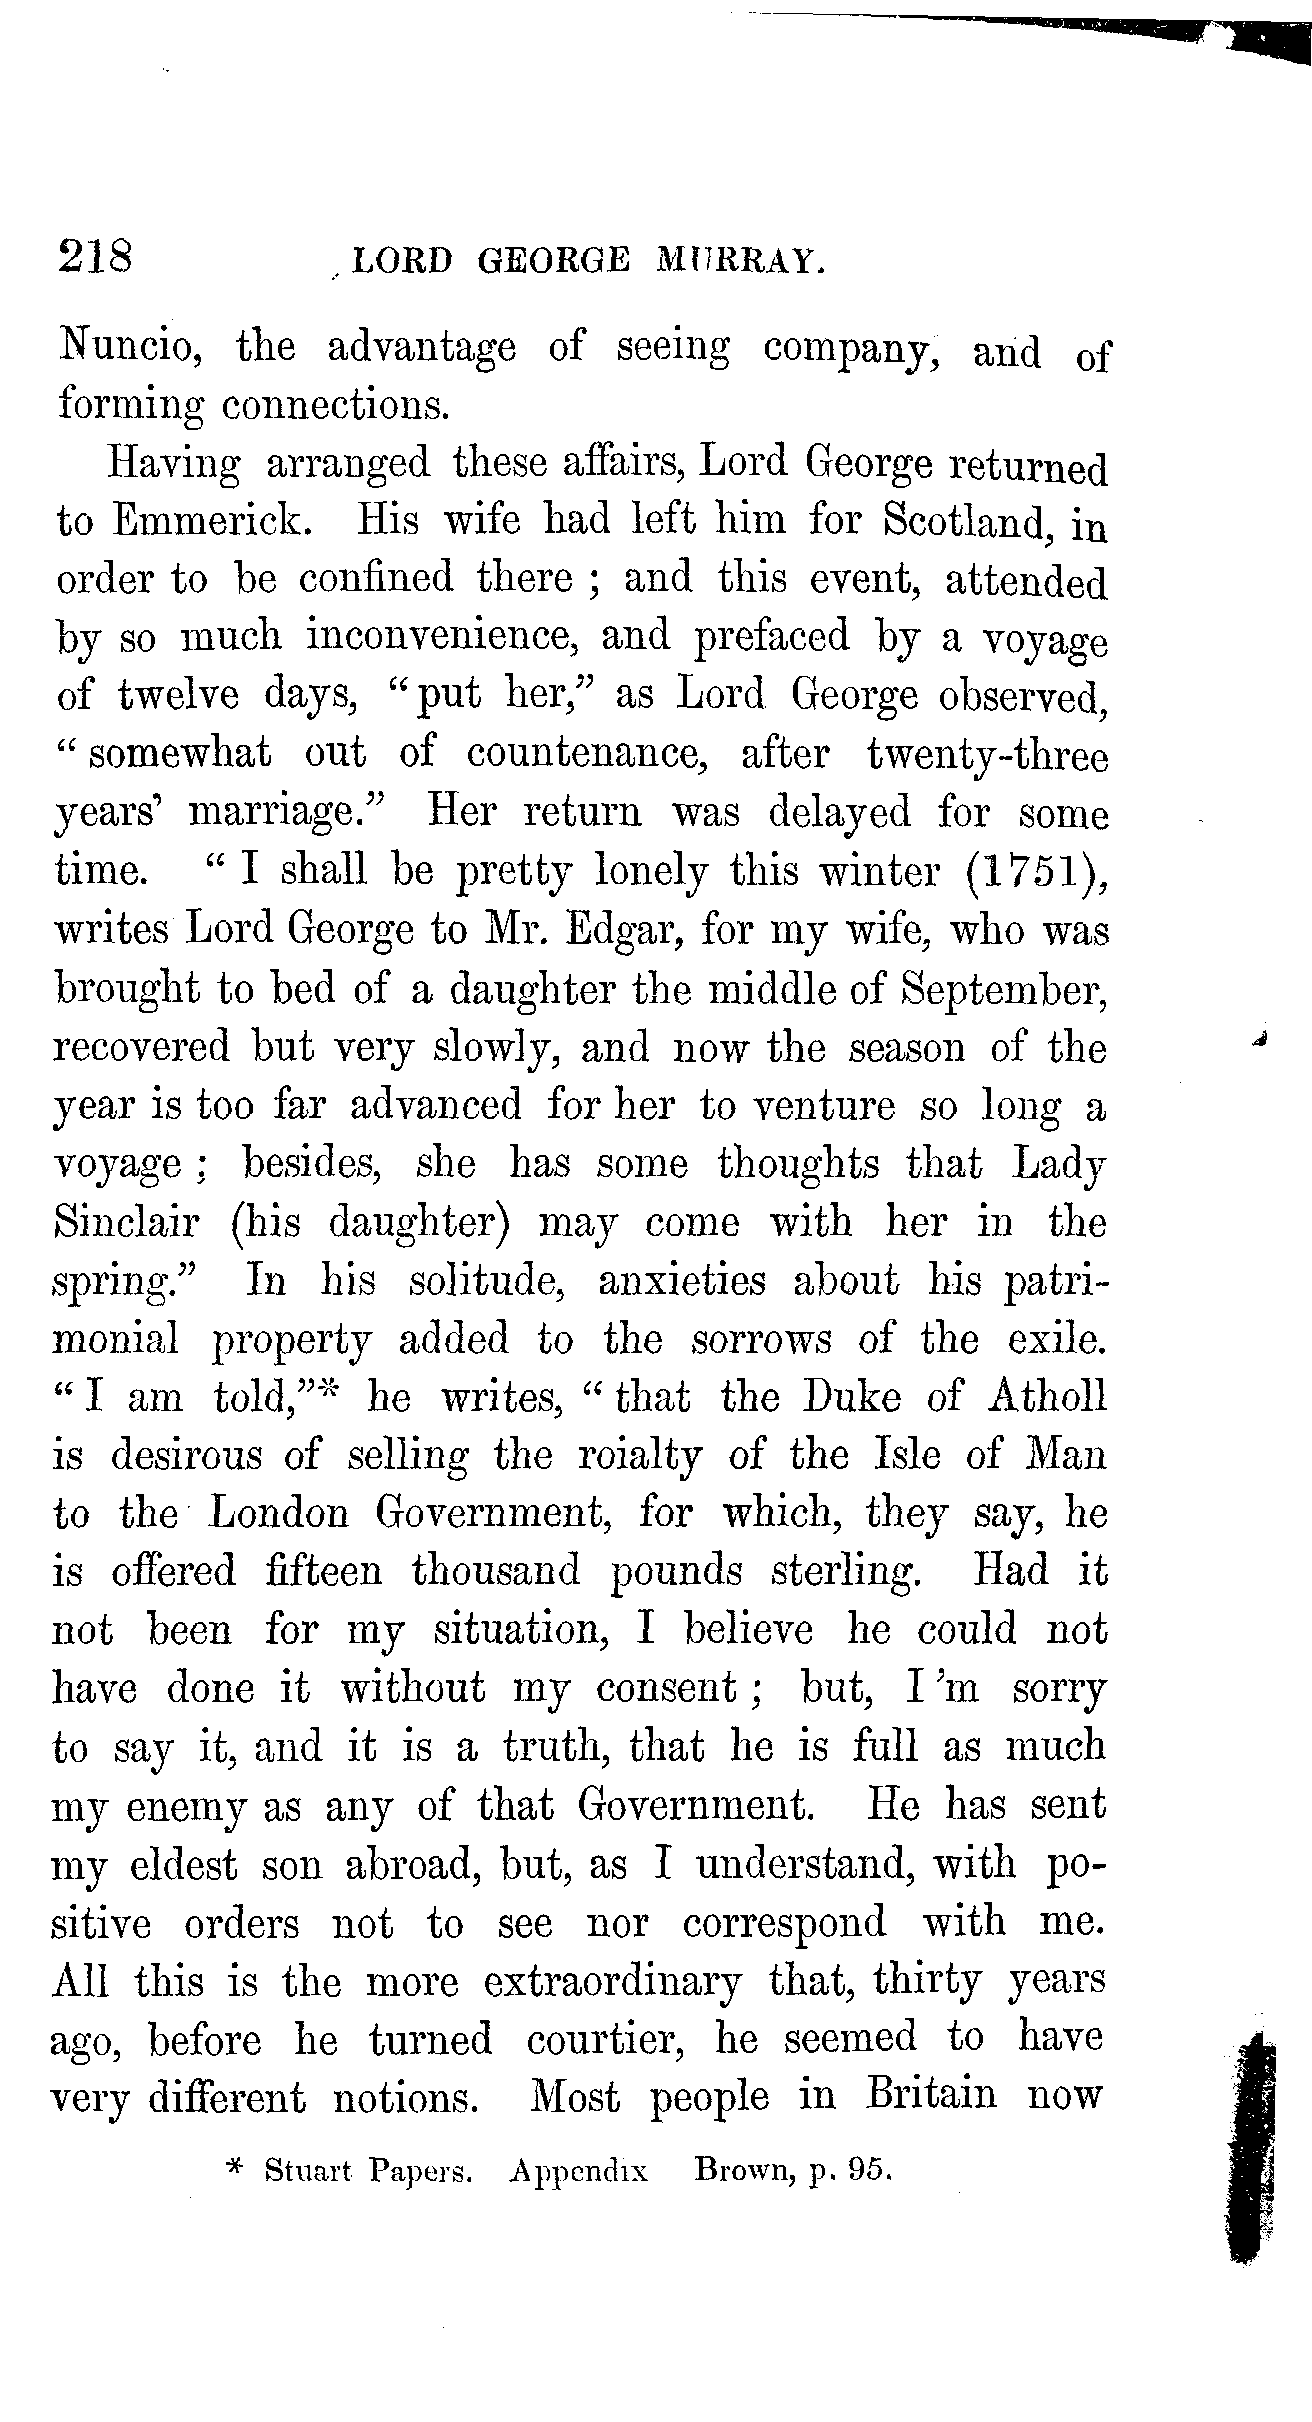 218 LORD GEORGE MURRAY.
Nuncio, the advantage of seeing company, and of
forming connections.
Having arranged these affairs, Lord George returned
to Emmerick. His wife had left him for Scotland, in
order to be confined there ; and this event, attended
by so much inconvenience, and prefaced by a voyage
of twelve days, “put her,” as Lord George observed,
“ somewhat out of countenance, after twenty-three
years’ marriage.” Her return was delayed for some
time. “ I shall be pretty lonely this winter (1751),
writes Lord George to Mr. Edgar, for my wife, who was
brought to bed of a daughter the middle of September,
recovered but very slowly, and now the season of the
year is too far advanced for her to venture so long a
voyage ; besides, she has some thoughts that Lady
Sinclair (his daughter) may come with her in the
spring.” In his solitude, anxieties about his patri-
monial property added to the sorrows of the exile.
“ I am told,”* he writes, “ that the Duke of Atholl
is desirous of selling the roialty of the Isle of Man
to the London Government, for which, they say, he
is offered fifteen thousand pounds sterling. Had it
not been for my situation, I believe he could not
have done it without my consent ; but, I ’m sorry
to say it, and it is a truth, that he is full as much
my enemy as any of that Government. He has sent
my eldest son abroad, but, as I understand, with po-
sitive orders not to see nor correspond with me.
All this is the more extraordinary that, thirty years
ago, before he turned courtier, he seemed to have
very different notions. Most people in Britain now
* Stuart Papers. Appendix Brown, p. 95.